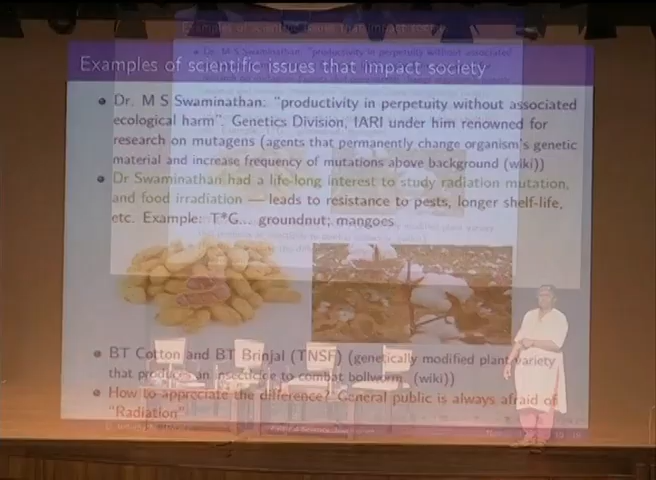 Examples of scientific issues that impact society
Dr. M S Swaminathan: "productivity in perpetuity without associated
ecological harm". Genetics Division, IARI under him renowned for
research on mutagens (agents that permanently change organism's genetic
material and increase frequency of mutations above background (wiki))
Dr Swaminathan had a life-long interest to study radiation mutation,
and food irradiation — leads to resistance to pests, longer shelf-life,
etc. Example: T*G... groundnut; mangoes
BT Cotton and BT Brinjal (TNSF) (genetically modified plant variety
that produces an insecticide to combat bollworm (wiki))
How to appreciate the difference? General public is always afraid of
"Radiation"